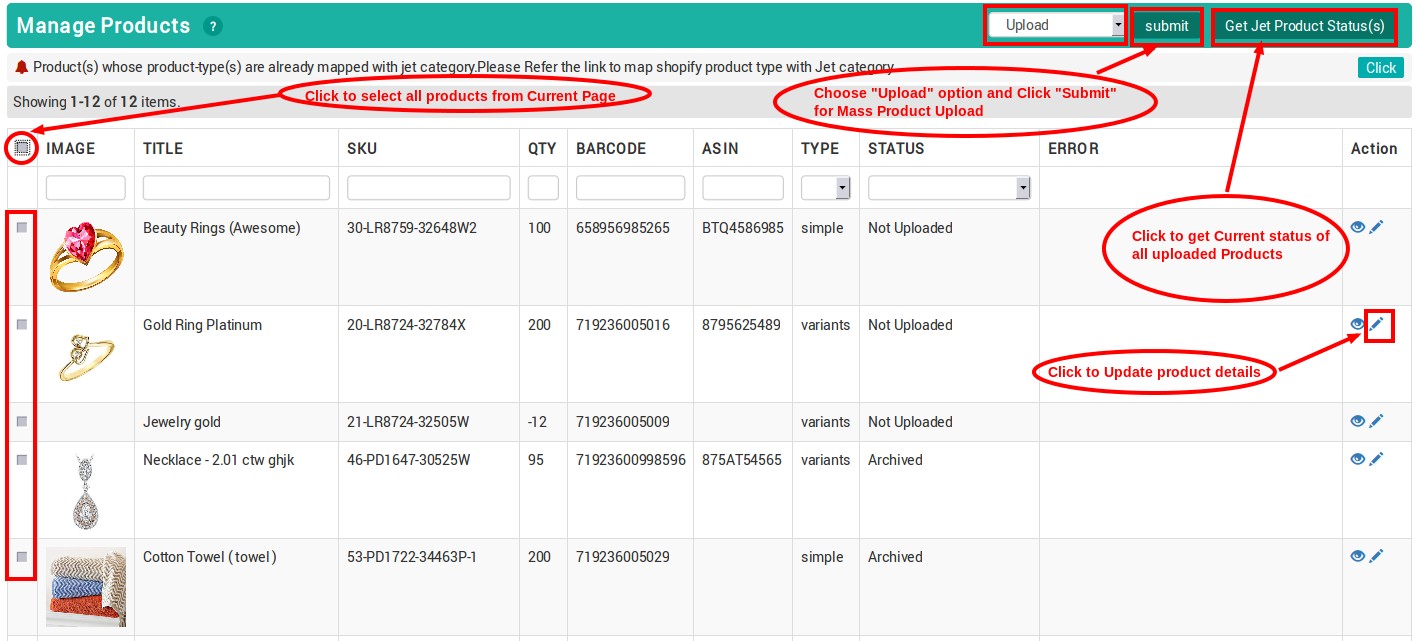 Manage Products ?
Upload
submit
Get Jet Product Status(s)
Product(s) whose product-type(s) are already mapped with jet category.Please Refer the link to map shopify product type with Jet category
Click
Showing 1-12 of 12 items.
Click to select all products from Current Page
Choose "Upload" option and Click "Submit"
for Mass Product Upload
IMAGE TITLE SKU QTY BARCODE ASIN TYPE STATUS ERROR Action
Beauty Rings (Awesome) 30-LR8759-32648W2 100 658956985265 BTQ4586985 simple Not Uploaded
Click to get Current status of
all uploaded Products
Gold Ring Platinum 20-LR8724-32784X 200 719236005016 8795625489 variants Not Uploaded
Click to Update product details
Jewelry gold 21-LR8724-32505W -12 719236005009 variants Not Uploaded
Necklace - 2.01 ctw ghjk 46-PD1647-30525W 95 71923600998596 875AT54565 variants Archived
Cotton Towel ( towel ) 53-PD1722-34463P-1 200 719236005029 simple Archived